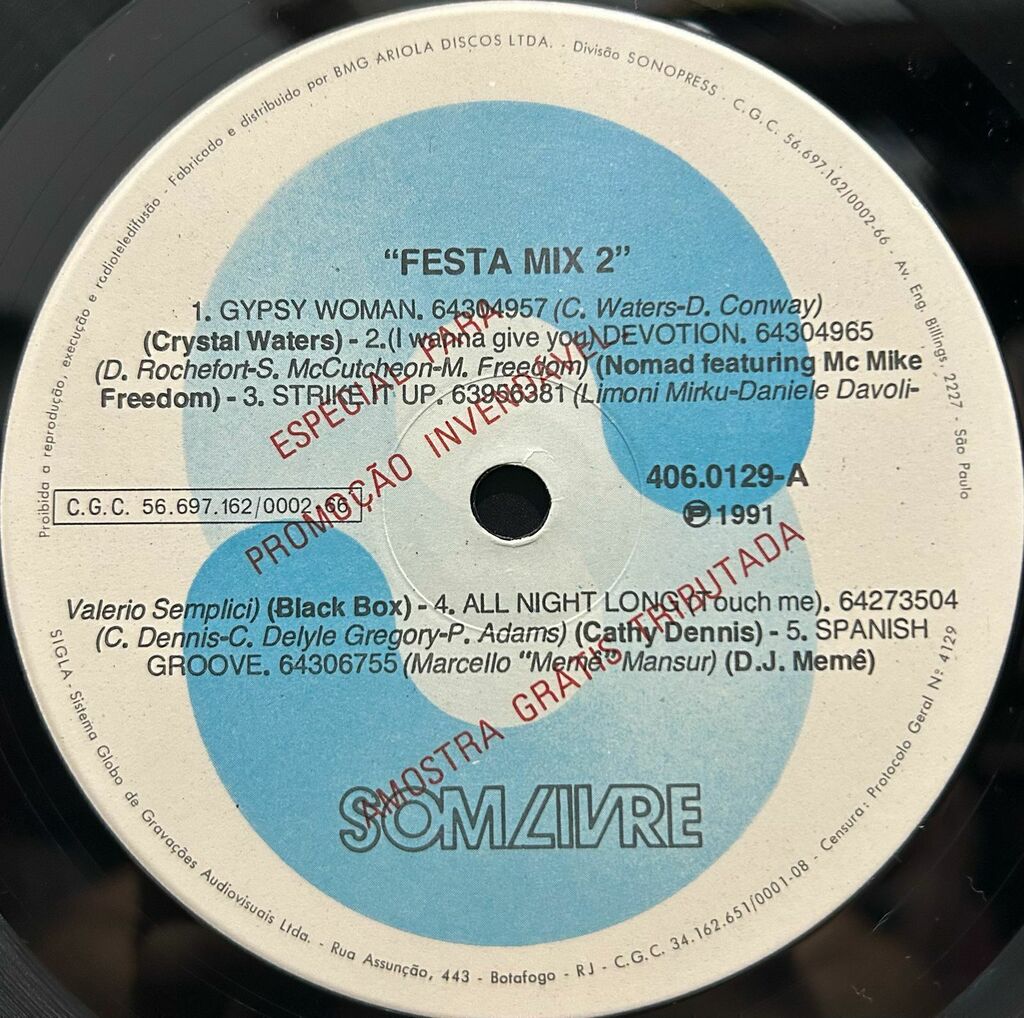 Proibida a reprodução, execução e radioteledifusão - Fabricado e distribuido por BMG ARIOLA DISCOS LTDA. - Divisão SONOPRESS - C.G.C. 56.697.162/0002-66 - Av. Eng. Billings, 2227 - São Paulo
"FESTA MIX 2"
1. GYPSY WOMAN. 64304957 (C. Waters-D. Conway)
(Crystal Waters) - 2.(I wanna give you) DEVOTION. 64304965
(D. Rochefort-S. McCutcheon-M. Freedom) (Nomad featuring Mc Mike
Freedom) - 3. STRIKE IT UP. 63956381 (Limoni Mirku-Daniele Davoli-
406.0129-A
C.G.C. 56.697.162/0002-66
Ⓟ 1991
Valerio Semplici) (Black Box) - 4. ALL NIGHT LONG (Touch me). 64273504
(C. Dennis-C. Delyle Gregory-P. Adams) (Cathy Dennis) - 5. SPANISH
GROOVE. 64306755 (Marcello "Memê" Mansur) (D.J. Memê)
ESPECIAL PARA
PROMOÇÃO INVENDÁVEL-
AMOSTRA GRÁTIS TRIBUTADA
SOM LIVRE
SIGLA - Sistema Globo de Gravações Audiovisuais Ltda. - Rua Assunção, 443 - Botafogo - RJ - C.G.C. 34.162.651/0001-08 - Censura: Protocolo Geral Nº 4129